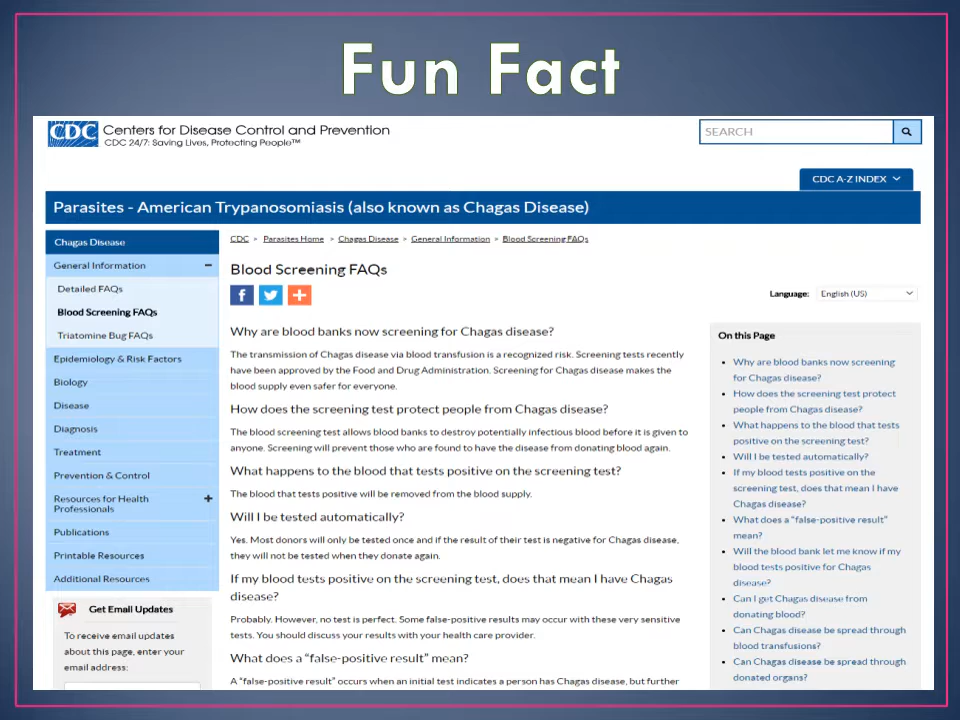 Fun Fact
CDC Centers for Disease Control and Prevention
CDC 24/7: Saving Lives, Protecting People™
SEARCH
CDC A-Z INDEX
Parasites - American Trypanosomiasis (also known as Chagas Disease)
Chagas Disease
General Information
Detailed FAQs
Blood Screening FAQs
Triatomine Bug FAQs
Epidemiology & Risk Factors
Biology
Disease
Diagnosis
Treatment
Prevention & Control
Resources for Health
Professionals
Publications
Printable Resources
Additional Resources
Get Email Updates
To receive email updates
about this page, enter your
email address:
CDC > Parasites Home > Chagas Disease > General Information > Blood Screening FAQs
Blood Screening FAQs
Language: English (US)
Why are blood banks now screening for Chagas disease?
The transmission of Chagas disease via blood transfusion is a recognized risk. Screening tests recently
have been approved by the Food and Drug Administration. Screening for Chagas disease makes the
blood supply even safer for everyone.
How does the screening test protect people from Chagas disease?
The blood screening test allows blood banks to destroy potentially infectious blood before it is given to
anyone. Screening will prevent those who are found to have the disease from donating blood again.
What happens to the blood that tests positive on the screening test?
The blood that tests positive will be removed from the blood supply.
Will I be tested automatically?
Yes. Most donors will only be tested once and if the result of their test is negative for Chagas disease,
they will not be tested when they donate again.
If my blood tests positive on the screening test, does that mean I have Chagas
disease?
Probably. However, no test is perfect. Some false-positive results may occur with these very sensitive
tests. You should discuss your results with your health care provider.
What does a “false-positive result” mean?
A “false-positive result” occurs when an initial test indicates a person has Chagas disease, but further
On this Page
Why are blood banks now screening
for Chagas disease?
How does the screening test protect
people from Chagas disease?
What happens to the blood that tests
positive on the screening test?
Will I be tested automatically?
If my blood tests positive on the
screening test, does that mean I have
Chagas disease?
What does a “false-positive result”
mean?
Will the blood bank let me know if my
blood tests positive for Chagas
disease?
Can I get Chagas disease from
donating blood?
Can Chagas disease be spread through
blood transfusions?
Can Chagas disease be spread through
donated organs?